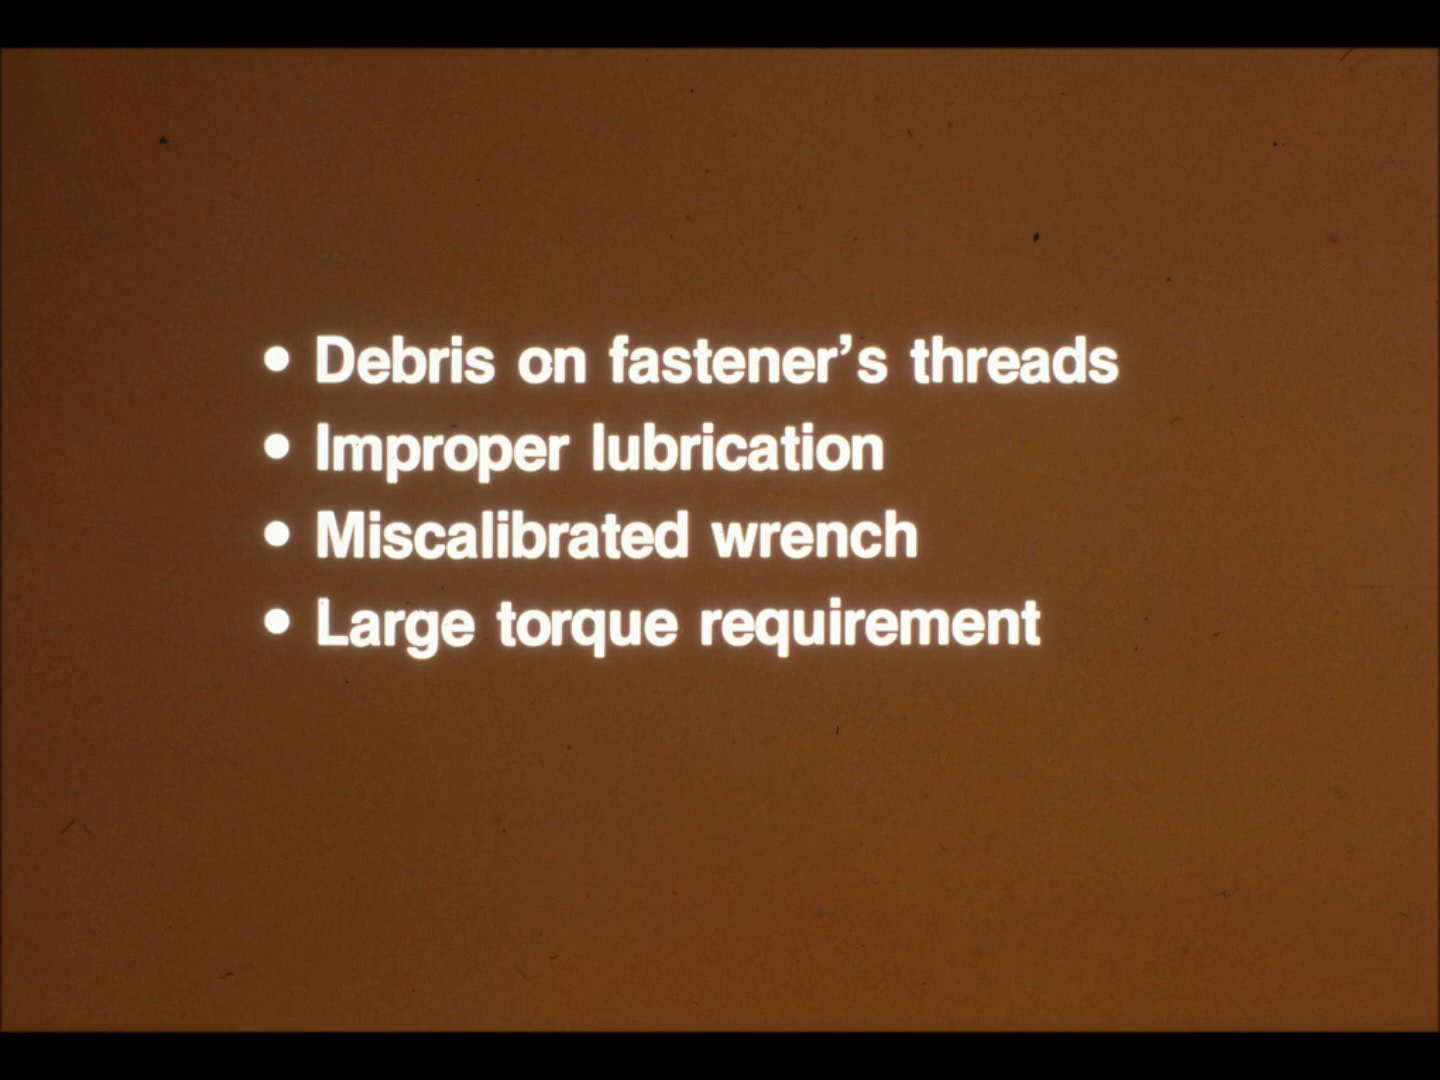 • Debris on fastener’s threads
• Improper lubrication
• Miscalibrated wrench
• Large torque requirement